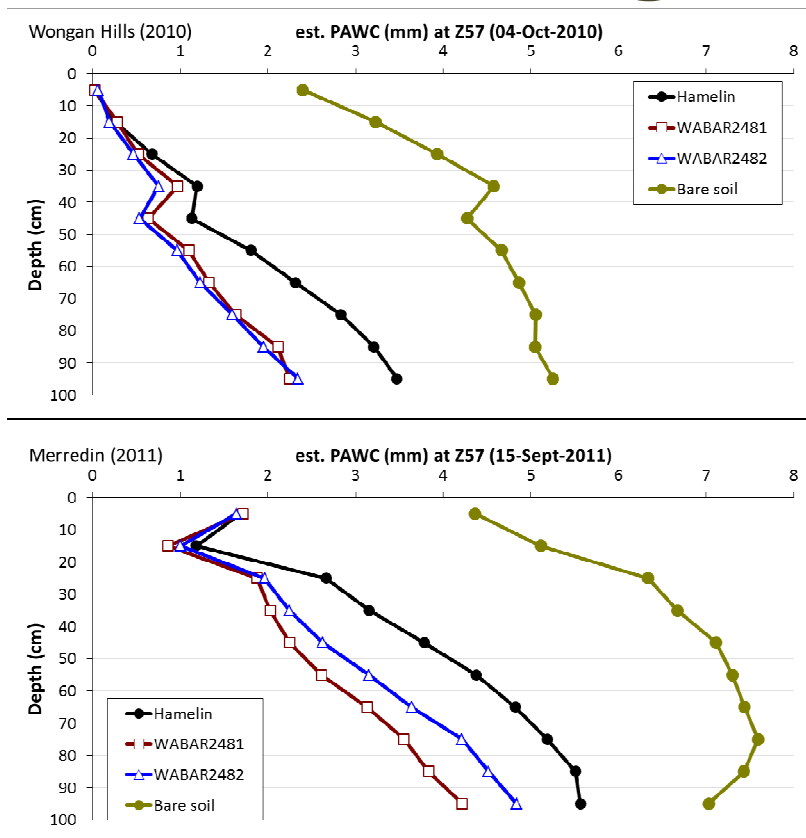 Wongan Hills (2010) est. PAWC (mm) at Z57 (04-Oct-2010)
0 1 2 3 4 5 6 7 8
0
10
20
30
40
50
60
70
80
90
100
Depth (cm)
Hamelin
WABAR2481
WABAR2482
Bare soil
Merredin (2011) est. PAWC (mm) at Z57 (15-Sept-2011)
0 1 2 3 4 5 6 7 8
0
10
20
30
40
50
60
70
80
90
100
Depth (cm)
Hamelin
WABAR2481
WABAR2482
Bare soil